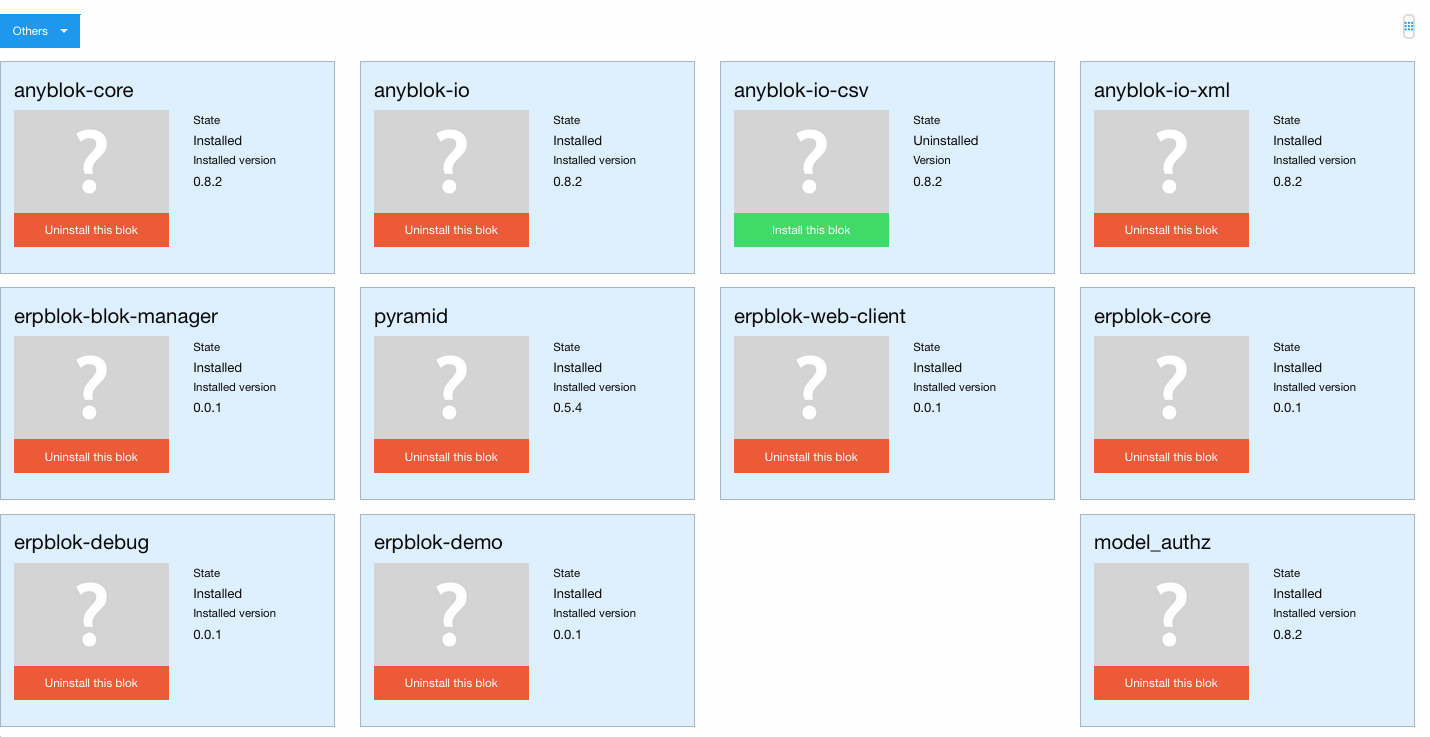 Others
anyblok-core
State
Installed
Installed version
0.8.2
Uninstall this blok
anyblok-io
State
Installed
Installed version
0.8.2
Uninstall this blok
anyblok-io-csv
State
Uninstalled
Version
0.8.2
Install this blok
anyblok-io-xml
State
Installed
Installed version
0.8.2
Uninstall this blok
erpblok-blok-manager
State
Installed
Installed version
0.0.1
Uninstall this blok
pyramid
State
Installed
Installed version
0.5.4
Uninstall this blok
erpblok-web-client
State
Installed
Installed version
0.0.1
Uninstall this blok
erpblok-core
State
Installed
Installed version
0.0.1
Uninstall this blok
erpblok-debug
State
Installed
Installed version
0.0.1
Uninstall this blok
erpblok-demo
State
Installed
Installed version
0.0.1
Uninstall this blok
model_authz
State
Installed
Installed version
0.8.2
Uninstall this blok